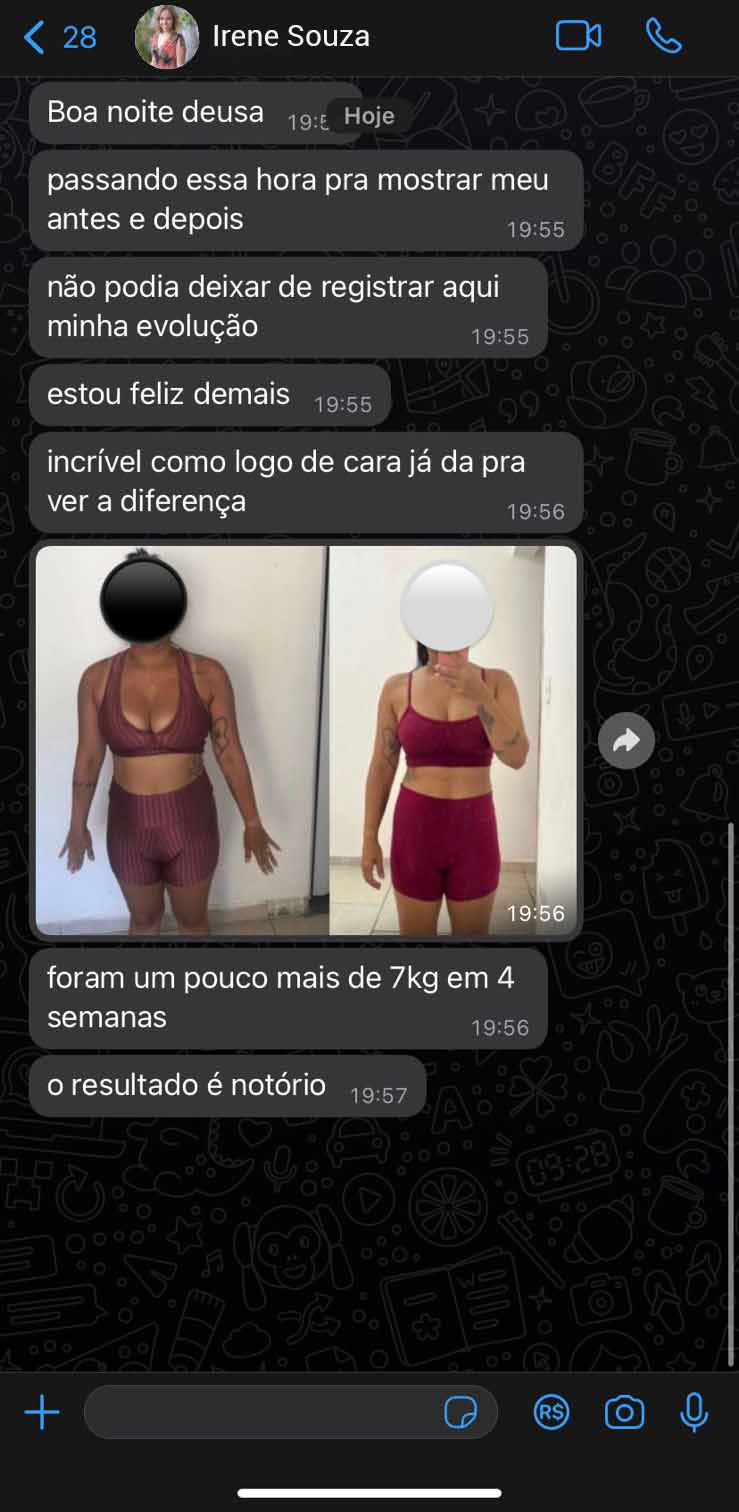 28
Irene Souza
Boa noite deusa
Hoje
passando essa hora pra mostrar meu
antes e depois
19:55
não podia deixar de registrar aqui
minha evolução
19:55
estou feliz demais 19:55
incrível como logo de cara já da pra
ver a diferença
19:56
19:56
foram um pouco mais de 7kg em 4
semanas
19:56
o resultado é notório 19:57
R$